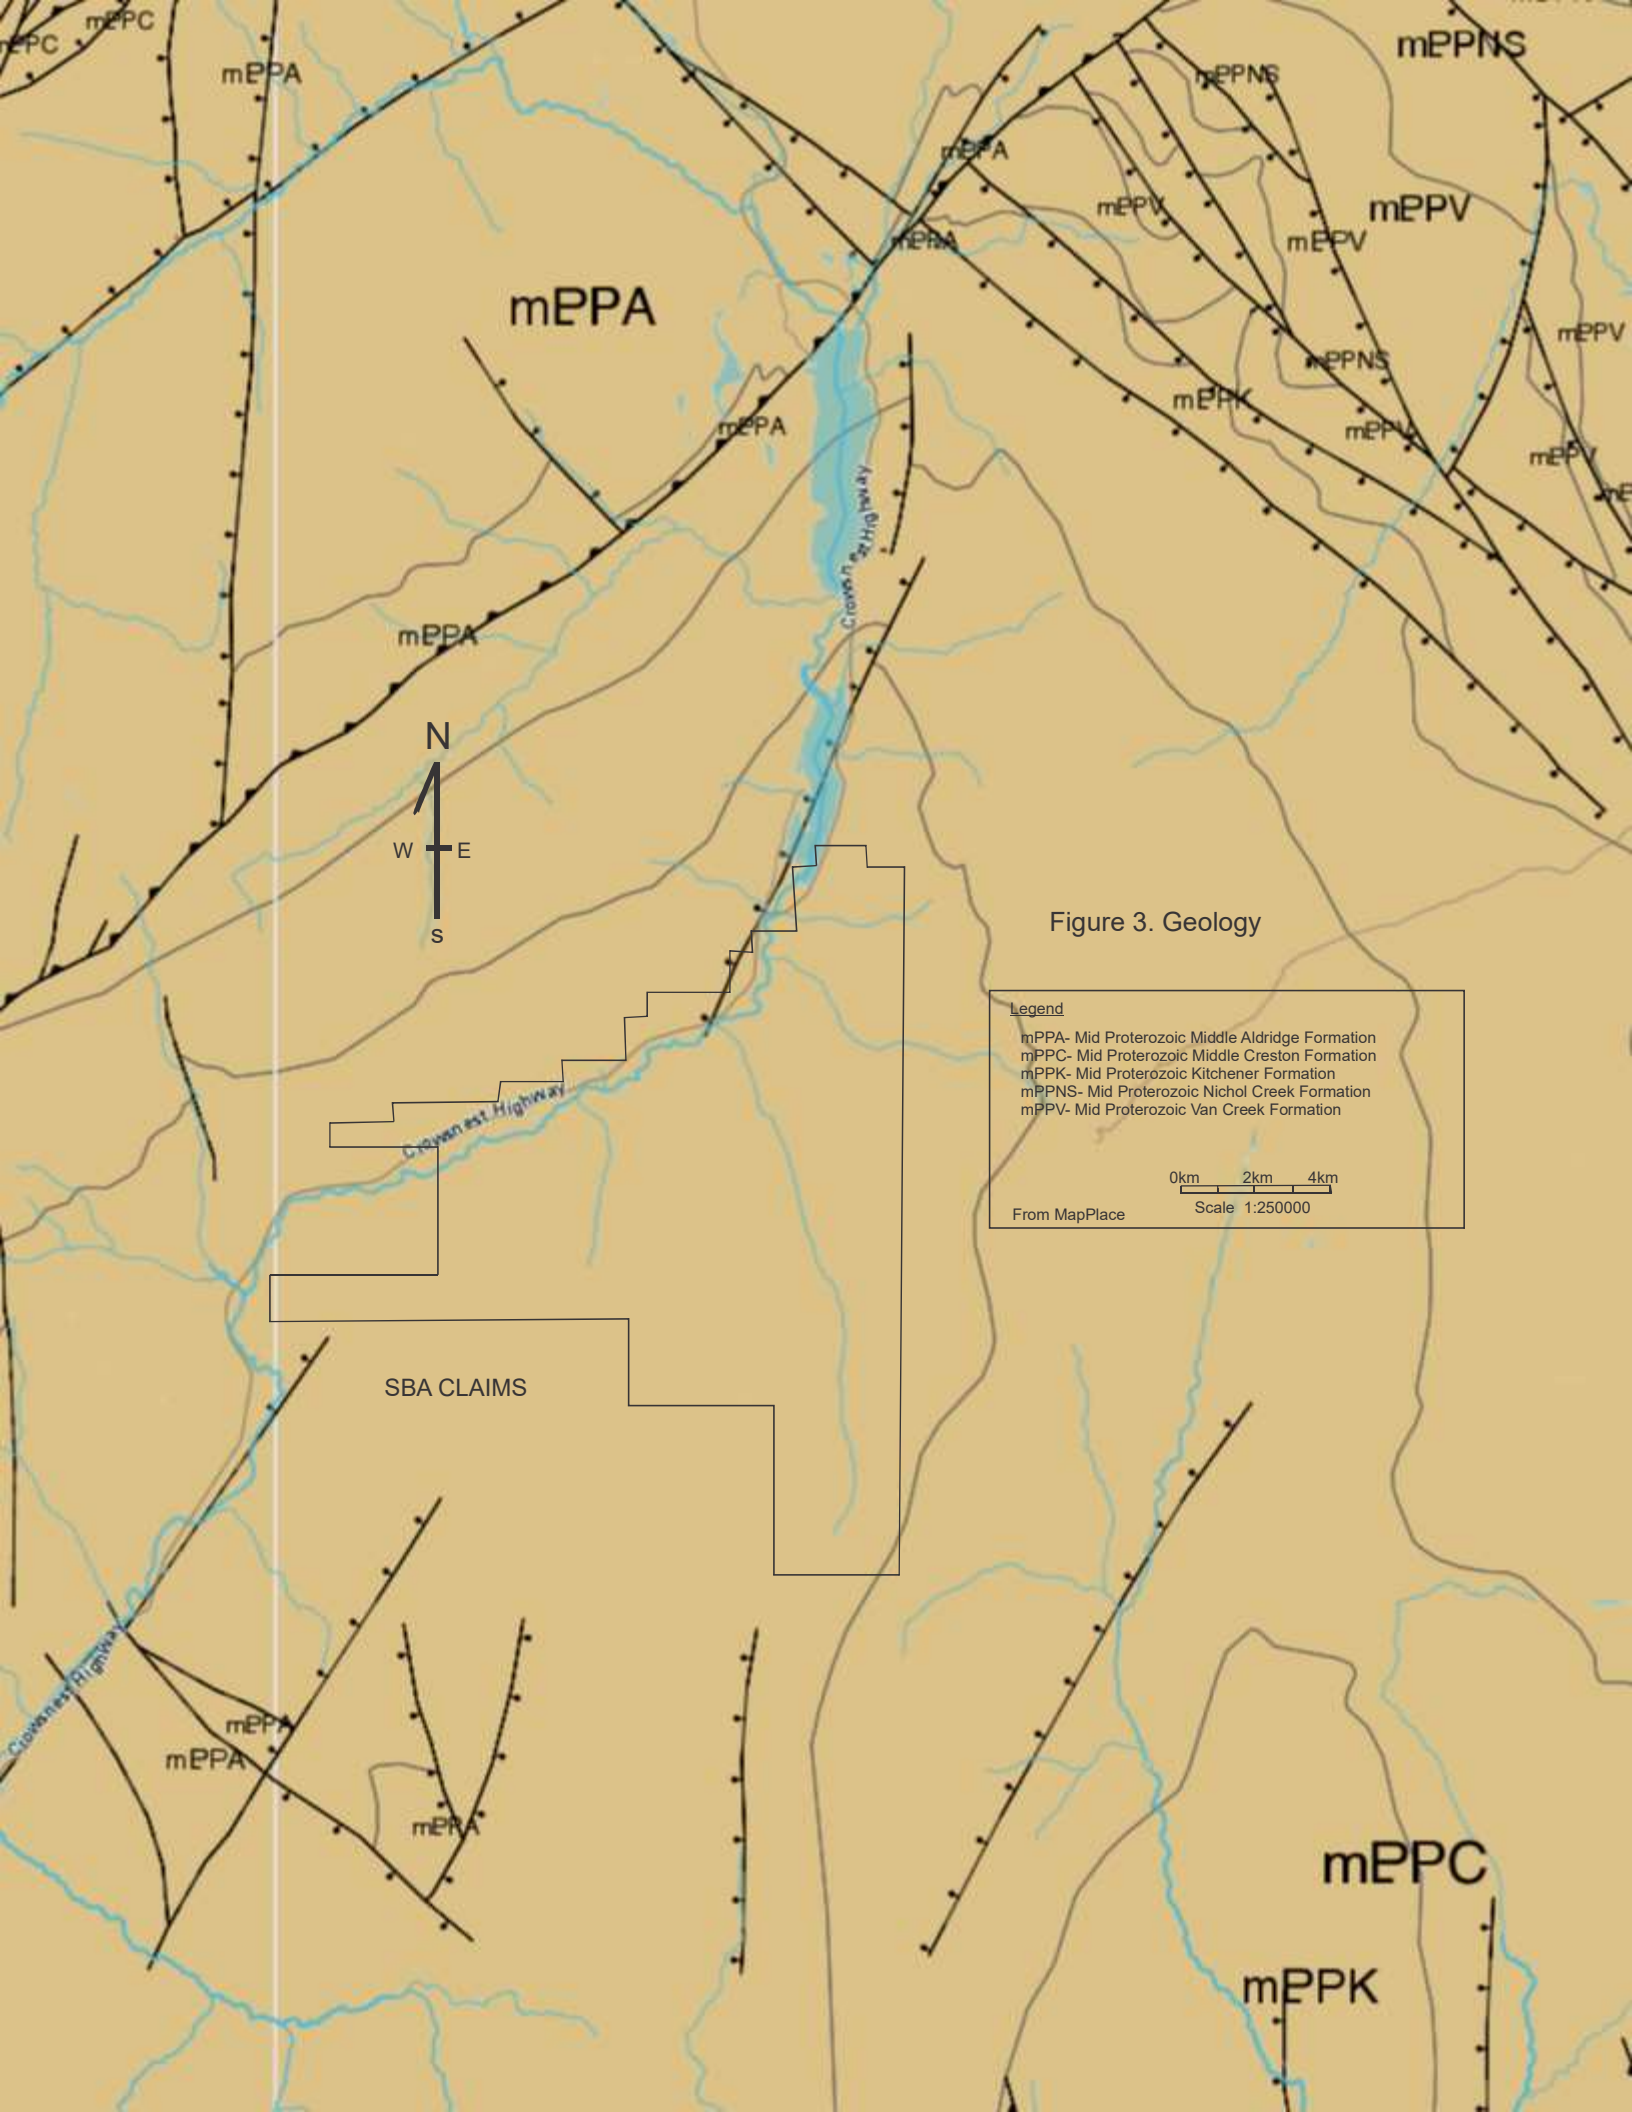 mPPC
mPPA
mPPNS
mPPNS
mPPA
mPPV
mPPV
mPPV
mPPA
mPPA
mPPV
mPPNS
mPPK
mPPA
mPPV
mPPV
Crowsnest Highway
mPPA
N
W E
S
Figure 3. Geology
Legend
mPPA- Mid Proterozoic Middle Aldridge Formation
mPPC- Mid Proterozoic Middle Creston Formation
mPPK- Mid Proterozoic Kitchener Formation
mPPNS- Mid Proterozoic Nichol Creek Formation
mPPV- Mid Proterozoic Van Creek Formation
0km 2km 4km
Scale 1:250000
From MapPlace
Crowsnest Highway
SBA CLAIMS
Crowsnest Highway
mPPA
mPPA
mPPA
mPPC
mPPK